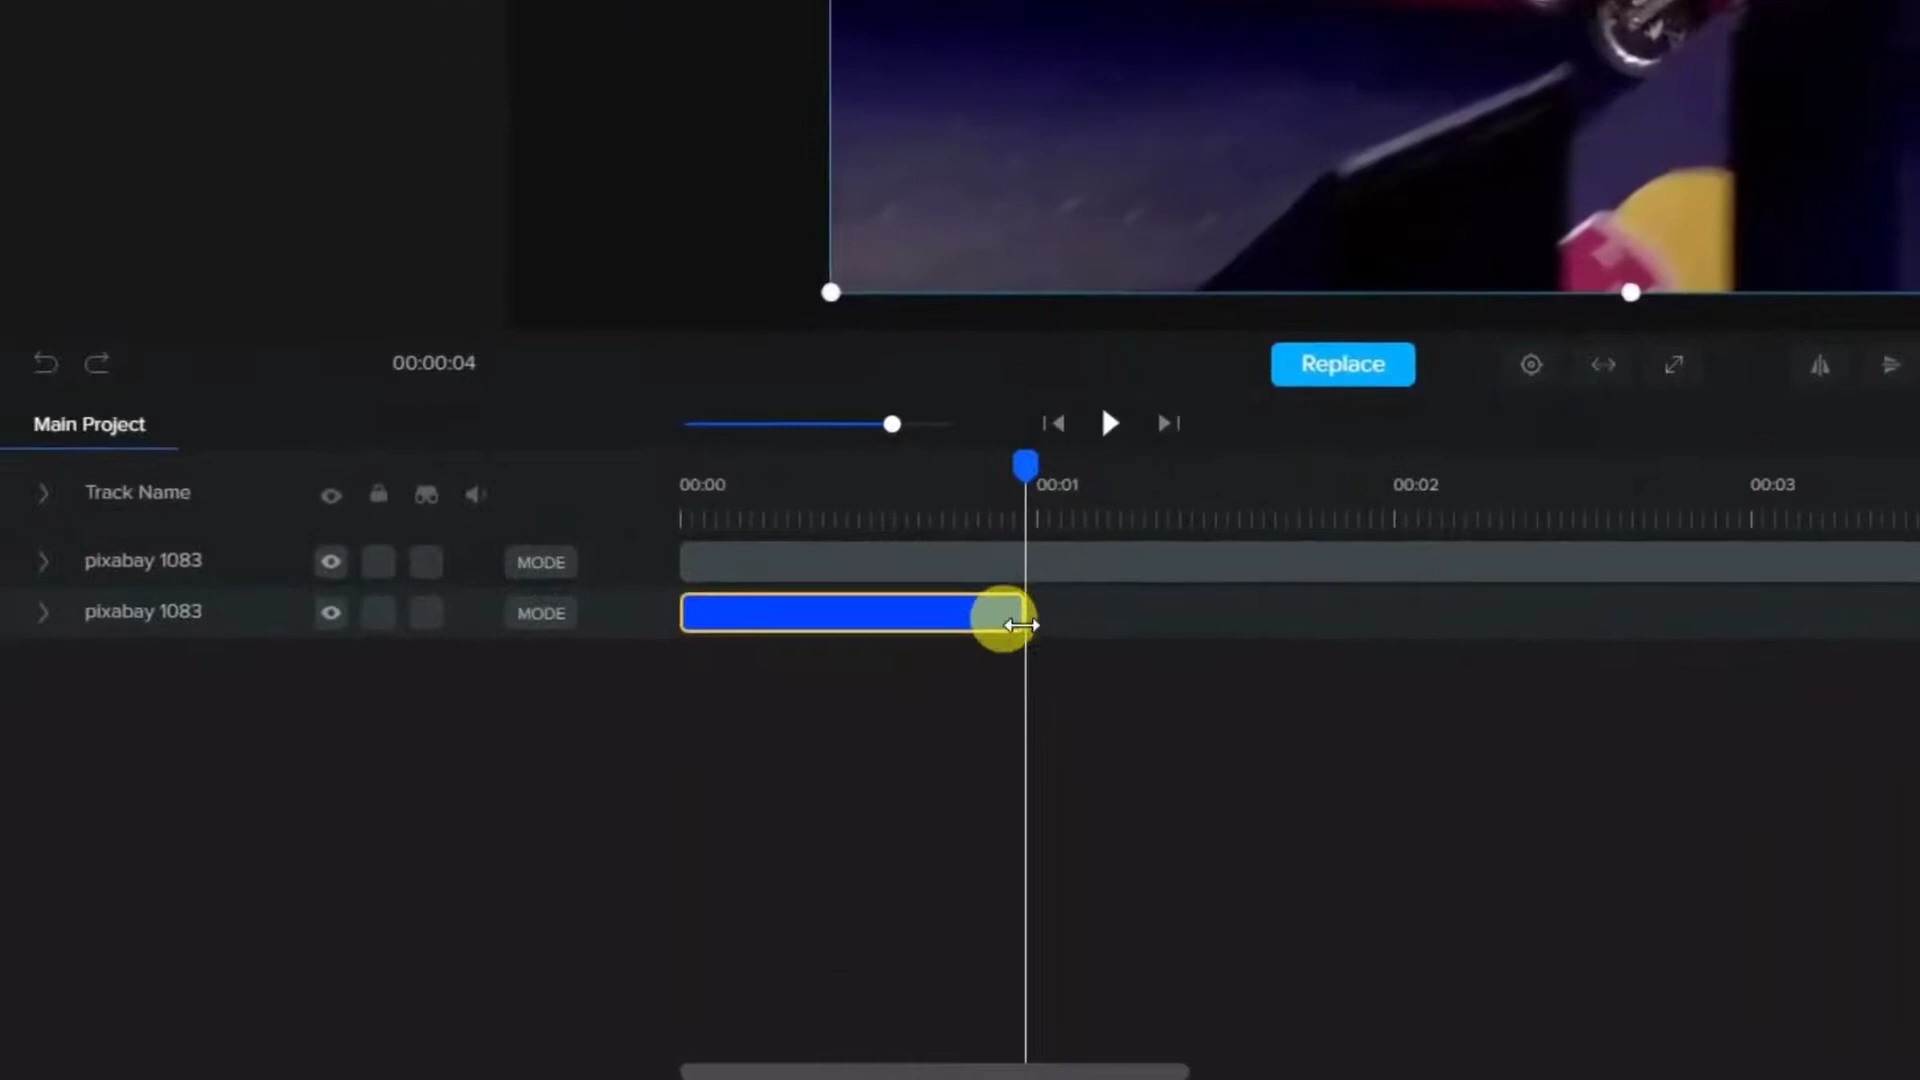 00:00:04
Replace
Main Project
00:00 00:01 00:02 00:03
Track Name
pixabay 1083 MODE
pixabay 1083 MODE